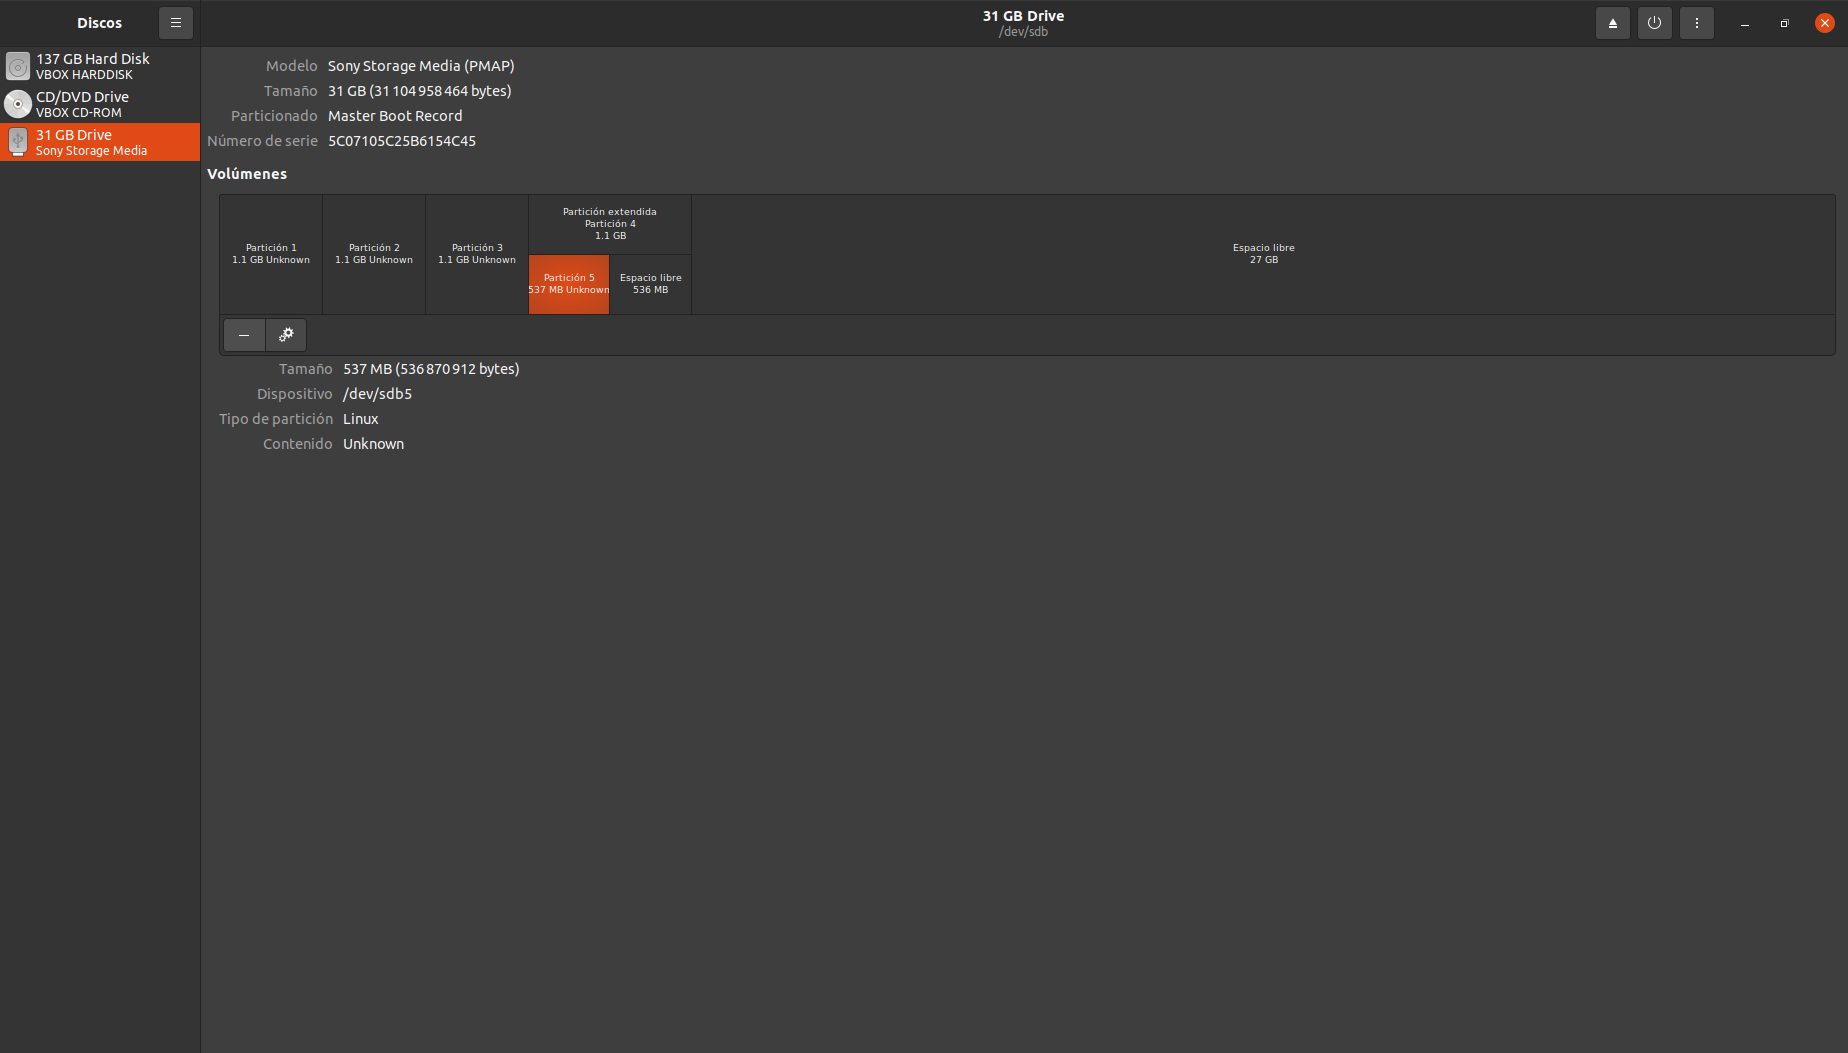 Discos
31 GB Drive
/dev/sdb
137 GB Hard Disk
VBOX HARDDISK
CD/DVD Drive
VBOX CD-ROM
31 GB Drive
Sony Storage Media
Modelo Sony Storage Media (PMAP)
Tamaño 31 GB (31 104 958 464 bytes)
Particionado Master Boot Record
Número de serie 5C07105C25B6154C45
Volúmenes
Partición 1
1.1 GB Unknown
Partición 2
1.1 GB Unknown
Partición 3
1.1 GB Unknown
Partición extendida
Partición 4
1.1 GB
Partición 5
537 MB Unknown
Espacio libre
536 MB
Espacio libre
27 GB
Tamaño 537 MB (536 870 912 bytes)
Dispositivo /dev/sdb5
Tipo de partición Linux
Contenido Unknown